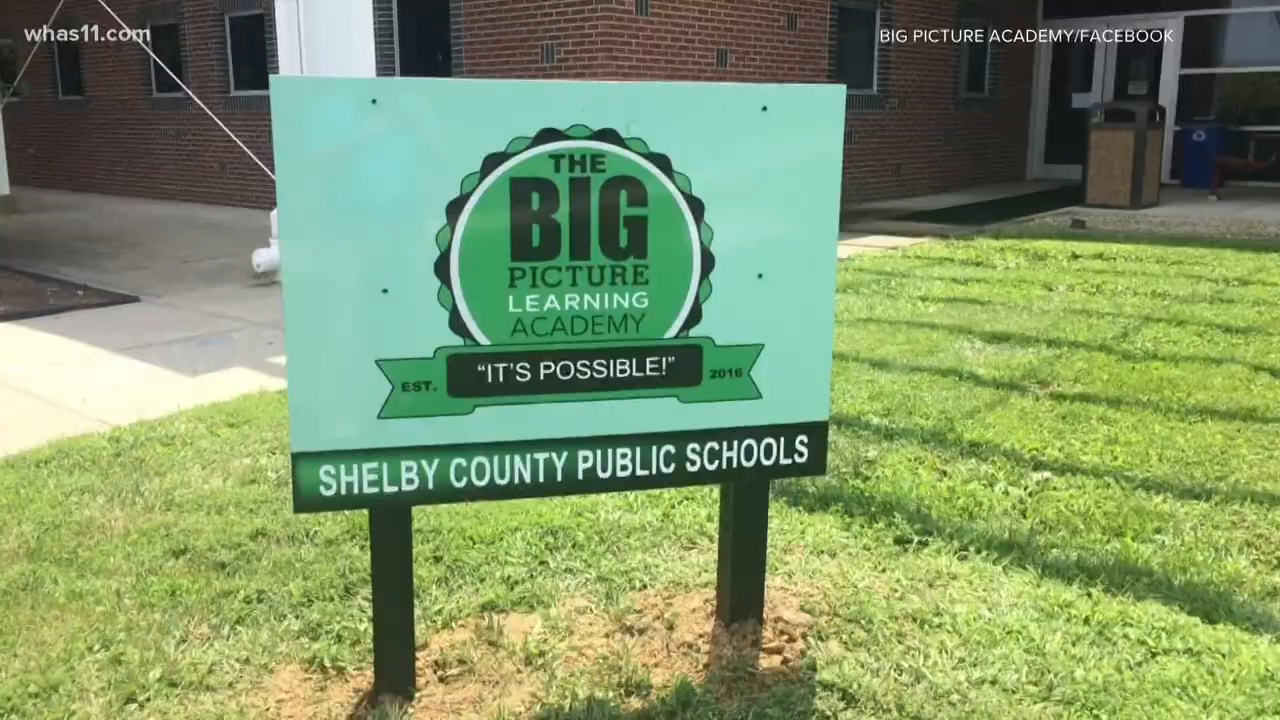 whas11.com
BIG PICTURE ACADEMY/FACEBOOK
THE
BIG
PICTURE
LEARNING
ACADEMY
EST. "IT'S POSSIBLE!" 2016
SHELBY COUNTY PUBLIC SCHOOLS